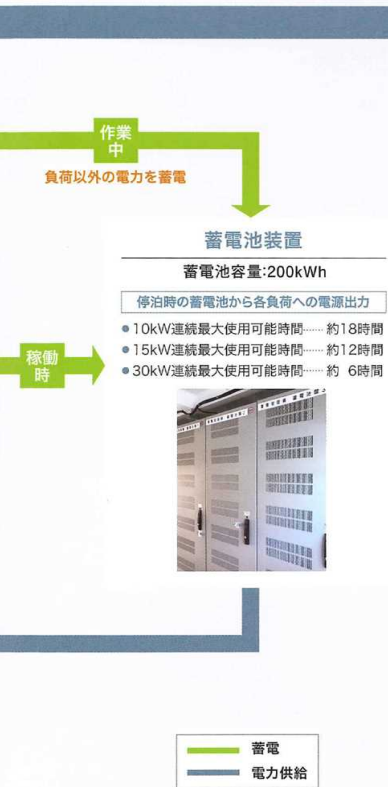 作業
中
負荷以外の電力を蓄電
蓄電池装置
蓄電池容量:200kWh
停泊時の蓄電池から各負荷への電源出力
●10kW連続最大使用可能時間…… 約18時間
●15kW連続最大使用可能時間…… 約12時間
●30kW連続最大使用可能時間…… 約 6時間
稼働
時
蓄電
電力供給